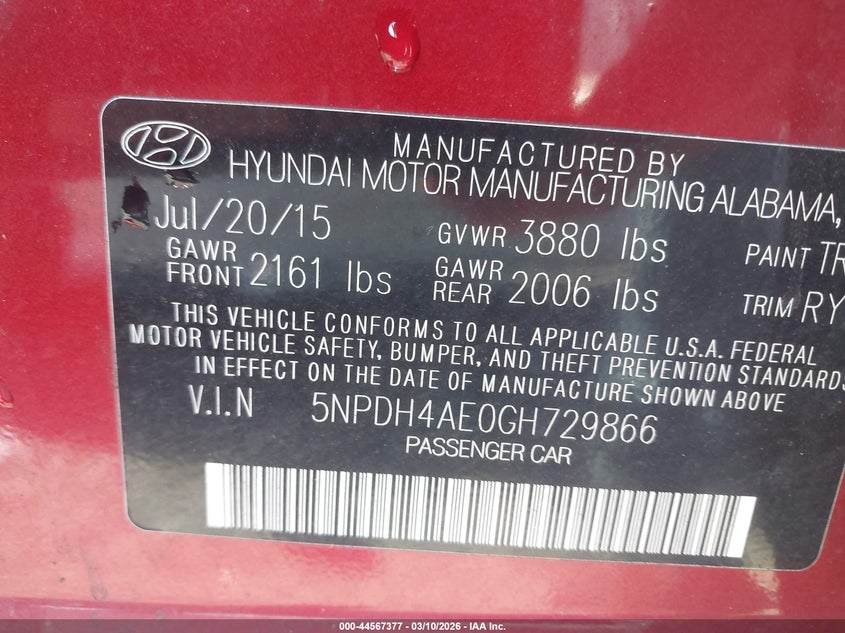 MANUFACTURED BY
HYUNDAI MOTOR MANUFACTURING ALABAMA,
Jul/20/15 GVWR 3880 lbs PAINT TR
GAWR FRONT 2161 lbs GAWR REAR 2006 lbs TRIM RY
THIS VEHICLE CONFORMS TO ALL APPLICABLE U.S.A. FEDERAL
MOTOR VEHICLE SAFETY, BUMPER, AND THEFT PREVENTION STANDARDS
IN EFFECT ON THE DATE OF MANUFACTURE SHOWN ABOVE
V.I.N 5NPDH4AE0GH729866
PASSENGER CAR
000-44567377 - 03/10/2026 - IAA Inc.